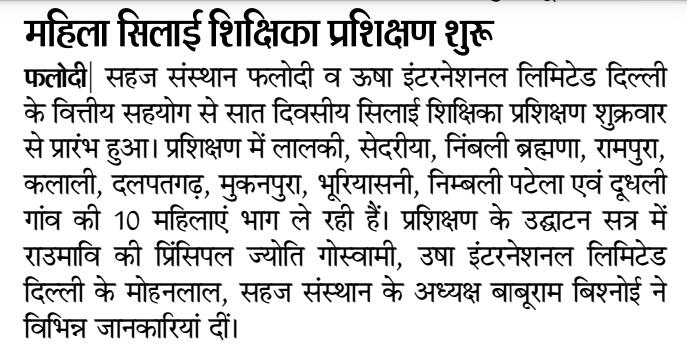 महिला सिलाई शिक्षिका प्रशिक्षण शुरू
फलोदी| सहज संस्थान फलोदी व ऊषा इंटरनेशनल लिमिटेड दिल्ली
के वित्तीय सहयोग से सात दिवसीय सिलाई शिक्षिका प्रशिक्षण शुक्रवार
से प्रारंभ हुआ। प्रशिक्षण में लालकी, सेदरीया, निंबली ब्रह्मणा, रामपुरा,
कलाली, दलपतगढ़, मुकनपुरा, भूरियासनी, निम्बली पटेला एवं दूधली
गांव की 10 महिलाएं भाग ले रही हैं। प्रशिक्षण के उद्घाटन सत्र में
राउमावि की प्रिंसिपल ज्योति गोस्वामी, उषा इंटरनेशनल लिमिटेड
दिल्ली के मोहनलाल, सहज संस्थान के अध्यक्ष बाबूराम बिश्नोई ने
विभिन्न जानकारियां दीं।